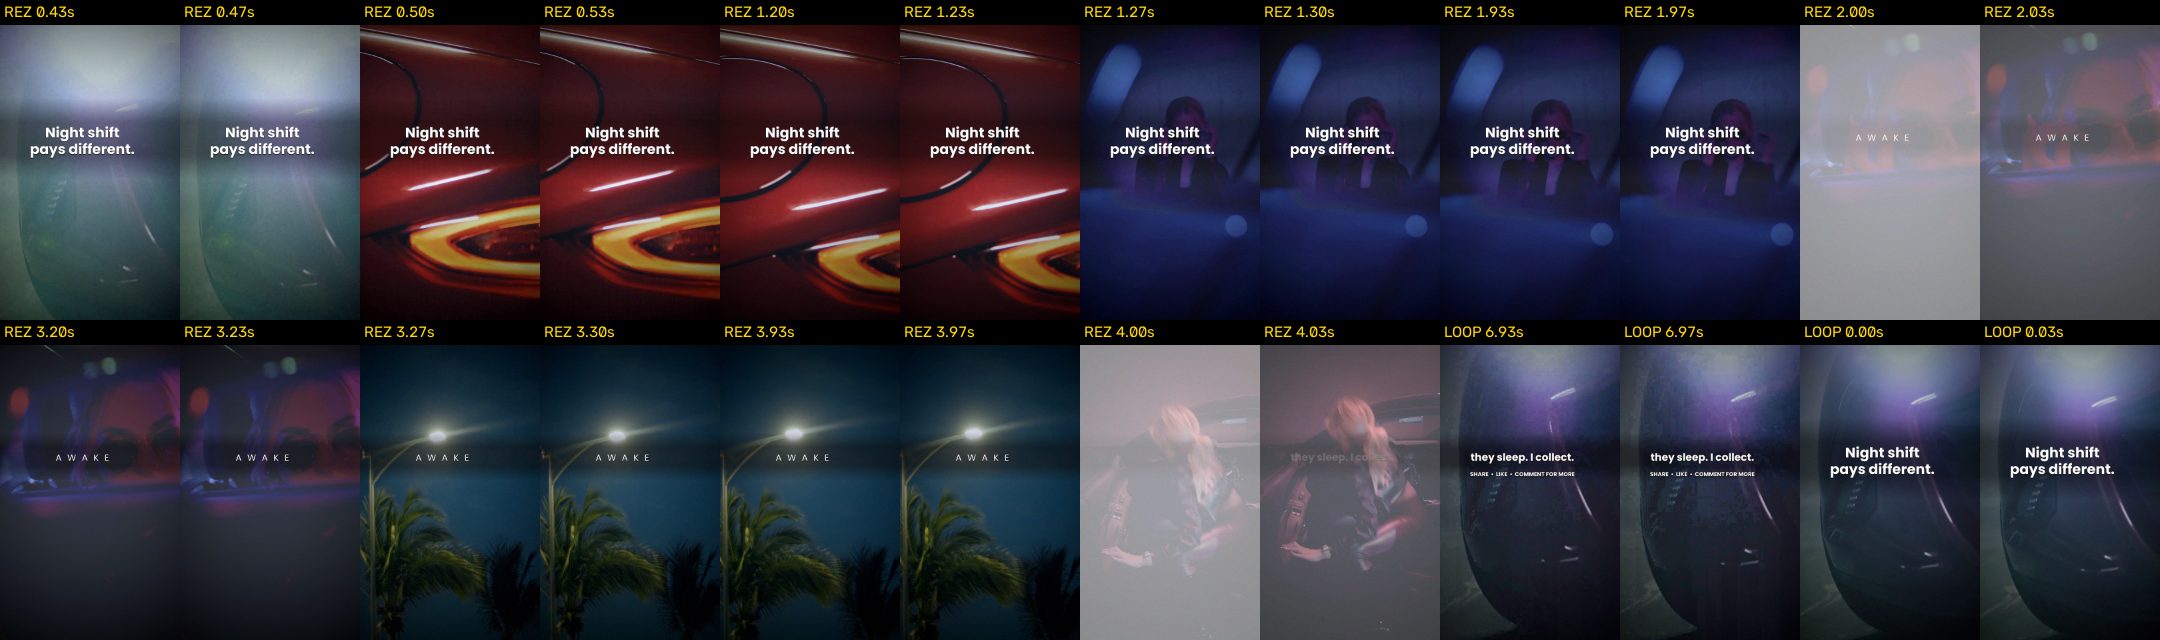 REZ 0.43s
REZ 0.47s
REZ 0.50s
REZ 0.53s
REZ 1.20s
REZ 1.23s
REZ 1.27s
REZ 1.30s
REZ 1.93s
REZ 1.97s
REZ 2.00s
REZ 2.03s
Night shift
pays different.
Night shift
pays different.
Night shift
pays different.
Night shift
pays different.
Night shift
pays different.
Night shift
pays different.
Night shift
pays different.
Night shift
pays different.
Night shift
pays different.
Night shift
pays different.
AWAKE
AWAKE
REZ 3.20s
REZ 3.23s
REZ 3.27s
REZ 3.30s
REZ 3.93s
REZ 3.97s
REZ 4.00s
REZ 4.03s
LOOP 6.93s
LOOP 6.97s
LOOP 0.00s
LOOP 0.03s
AWAKE
AWAKE
AWAKE
AWAKE
AWAKE
AWAKE
they sleep. I collect.
they sleep. I collect.
SHARE • LIKE • COMMENT FOR MORE
they sleep. I collect.
SHARE • LIKE • COMMENT FOR MORE
Night shift
pays different.
Night shift
pays different.